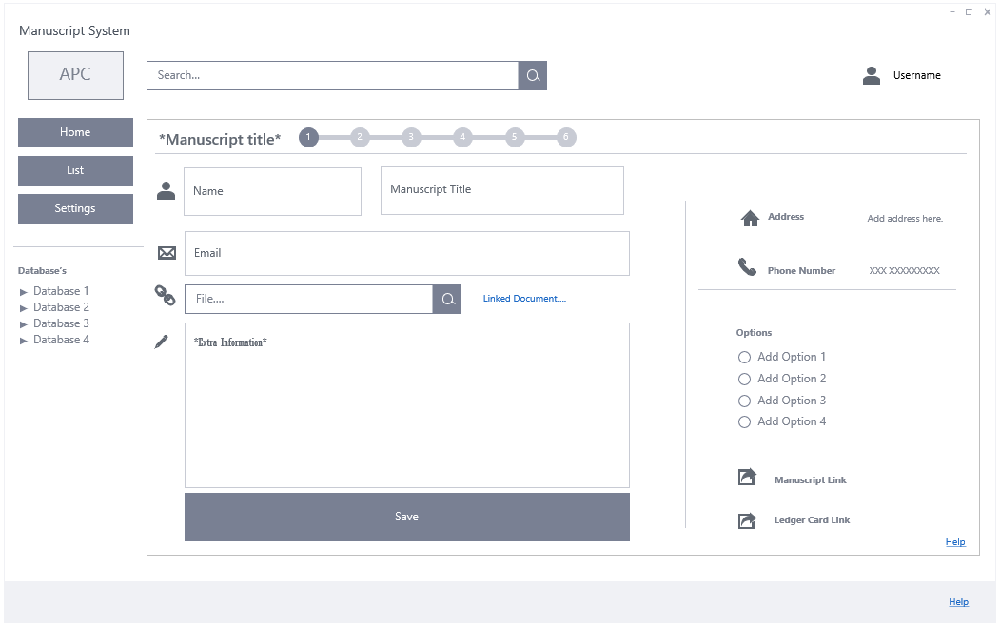 Manuscript System
APC
Search...
Username
Home
List
Settings
Database's
Database 1
Database 2
Database 3
Database 4
*Manuscript title*
1 2 3 4 5 6
Name
Manuscript Title
Email
File....
Linked Document....
*Extra Information*
Save
Address Add address here.
Phone Number XXX XXXXXXXXX
Options
Add Option 1
Add Option 2
Add Option 3
Add Option 4
Manuscript Link
Ledger Card Link
Help
Help